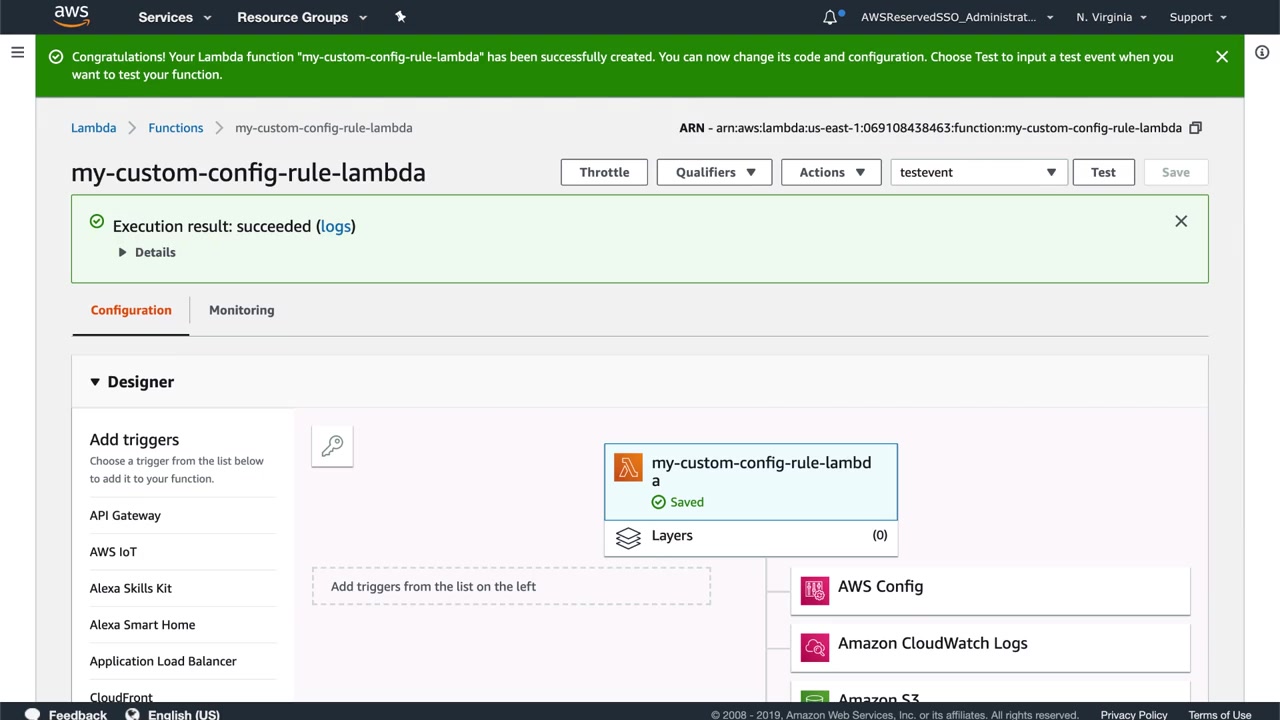 aws
Services
Resource Groups
AWSReservedSSO_Administrat...
N. Virginia
Support
Congratulations! Your Lambda function "my-custom-config-rule-lambda" has been successfully created. You can now change its code and configuration. Choose Test to input a test event when you
want to test your function.
Lambda
Functions
my-custom-config-rule-lambda
ARN - arn:aws:lambda:us-east-1:069108438463:function:my-custom-config-rule-lambda
my-custom-config-rule-lambda
Throttle
Qualifiers
Actions
testevent
Test
Save
Execution result: succeeded (logs)
Details
Configuration
Monitoring
Designer
Add triggers
Choose a trigger from the list below
to add it to your function.
API Gateway
AWS IoT
Alexa Skills Kit
Alexa Smart Home
Application Load Balancer
CloudFront
my-custom-config-rule-lambd
a
Saved
Layers
(0)
Add triggers from the list on the left
AWS Config
Amazon CloudWatch Logs
Amazon S3
Feedback
English (US)
© 2008 - 2019, Amazon Web Services, Inc. or its affiliates. All rights reserved.
Privacy Policy
Terms of Use